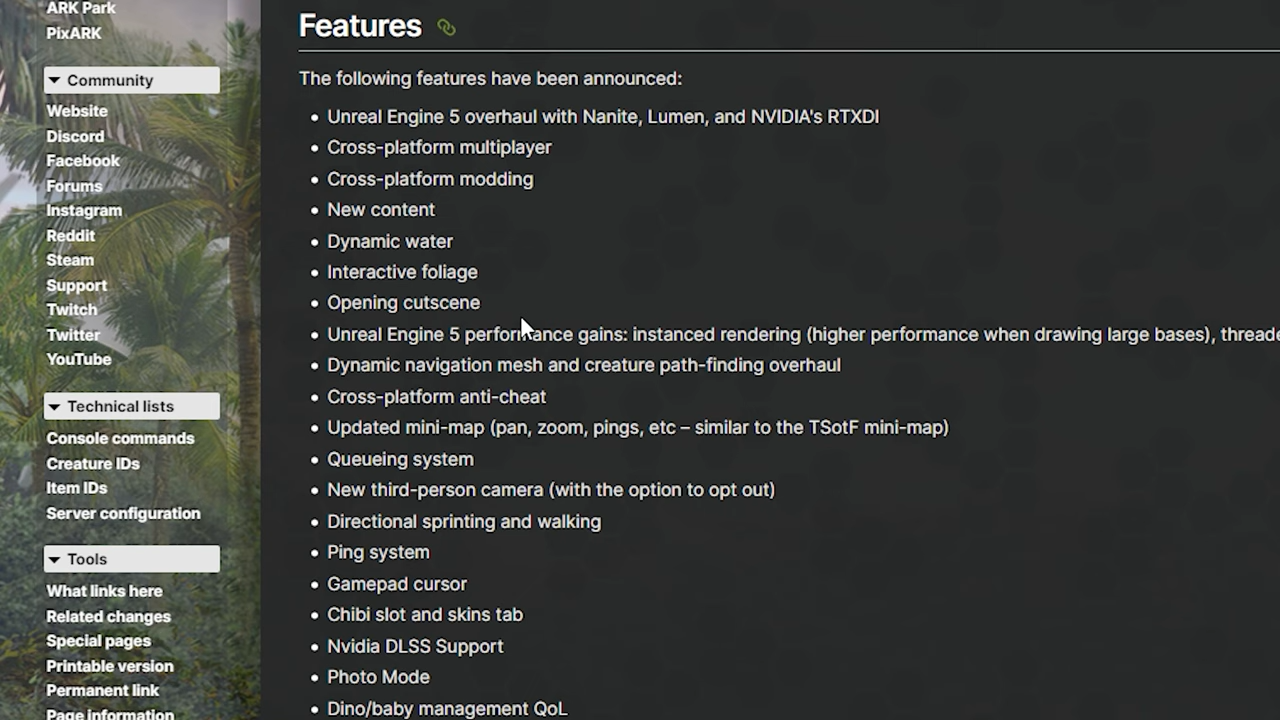 ARK Park
PixARK
Community
Website
Discord
Facebook
Forums
Instagram
Reddit
Steam
Support
Twitch
Twitter
YouTube
Technical lists
Console commands
Creature IDs
Item IDs
Server configuration
Tools
What links here
Related changes
Special pages
Printable version
Permanent link
Page information
Features
The following features have been announced:
Unreal Engine 5 overhaul with Nanite, Lumen, and NVIDIA's RTXDI
Cross-platform multiplayer
Cross-platform modding
New content
Dynamic water
Interactive foliage
Opening cutscene
Unreal Engine 5 performance gains: instanced rendering (higher performance when drawing large bases), threade
Dynamic navigation mesh and creature path-finding overhaul
Cross-platform anti-cheat
Updated mini-map (pan, zoom, pings, etc – similar to the TSotF mini-map)
Queueing system
New third-person camera (with the option to opt out)
Directional sprinting and walking
Ping system
Gamepad cursor
Chibi slot and skins tab
Nvidia DLSS Support
Photo Mode
Dino/baby management QoL